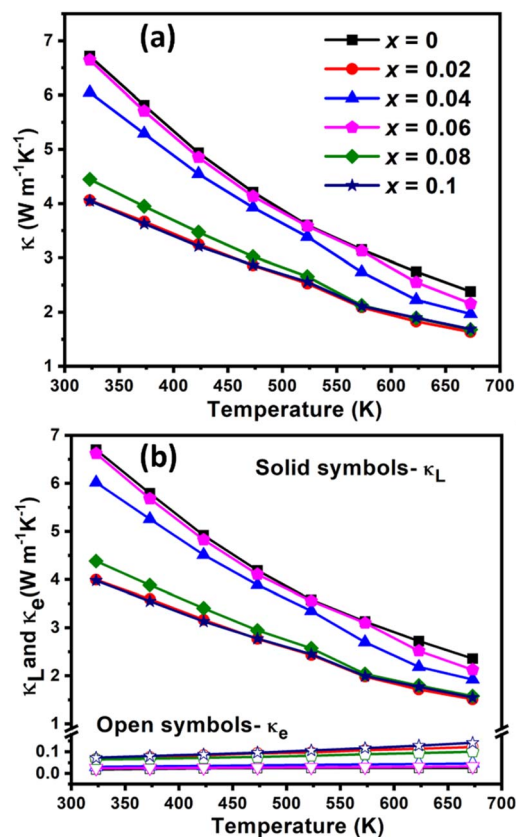 (a)
x = 0
x = 0.02
x = 0.04
x = 0.06
x = 0.08
x = 0.1
7
6
5
4
3
2
1
κ (W m⁻¹K⁻¹)
300 350 400 450 500 550 600 650 700
Temperature (K)
(b)
Solid symbols- κL
7
6
5
4
3
2
1
0.1
0.0
κL and κe(W m⁻¹K⁻¹)
Open symbols- κe
300 350 400 450 500 550 600 650 700
Temperature (K)